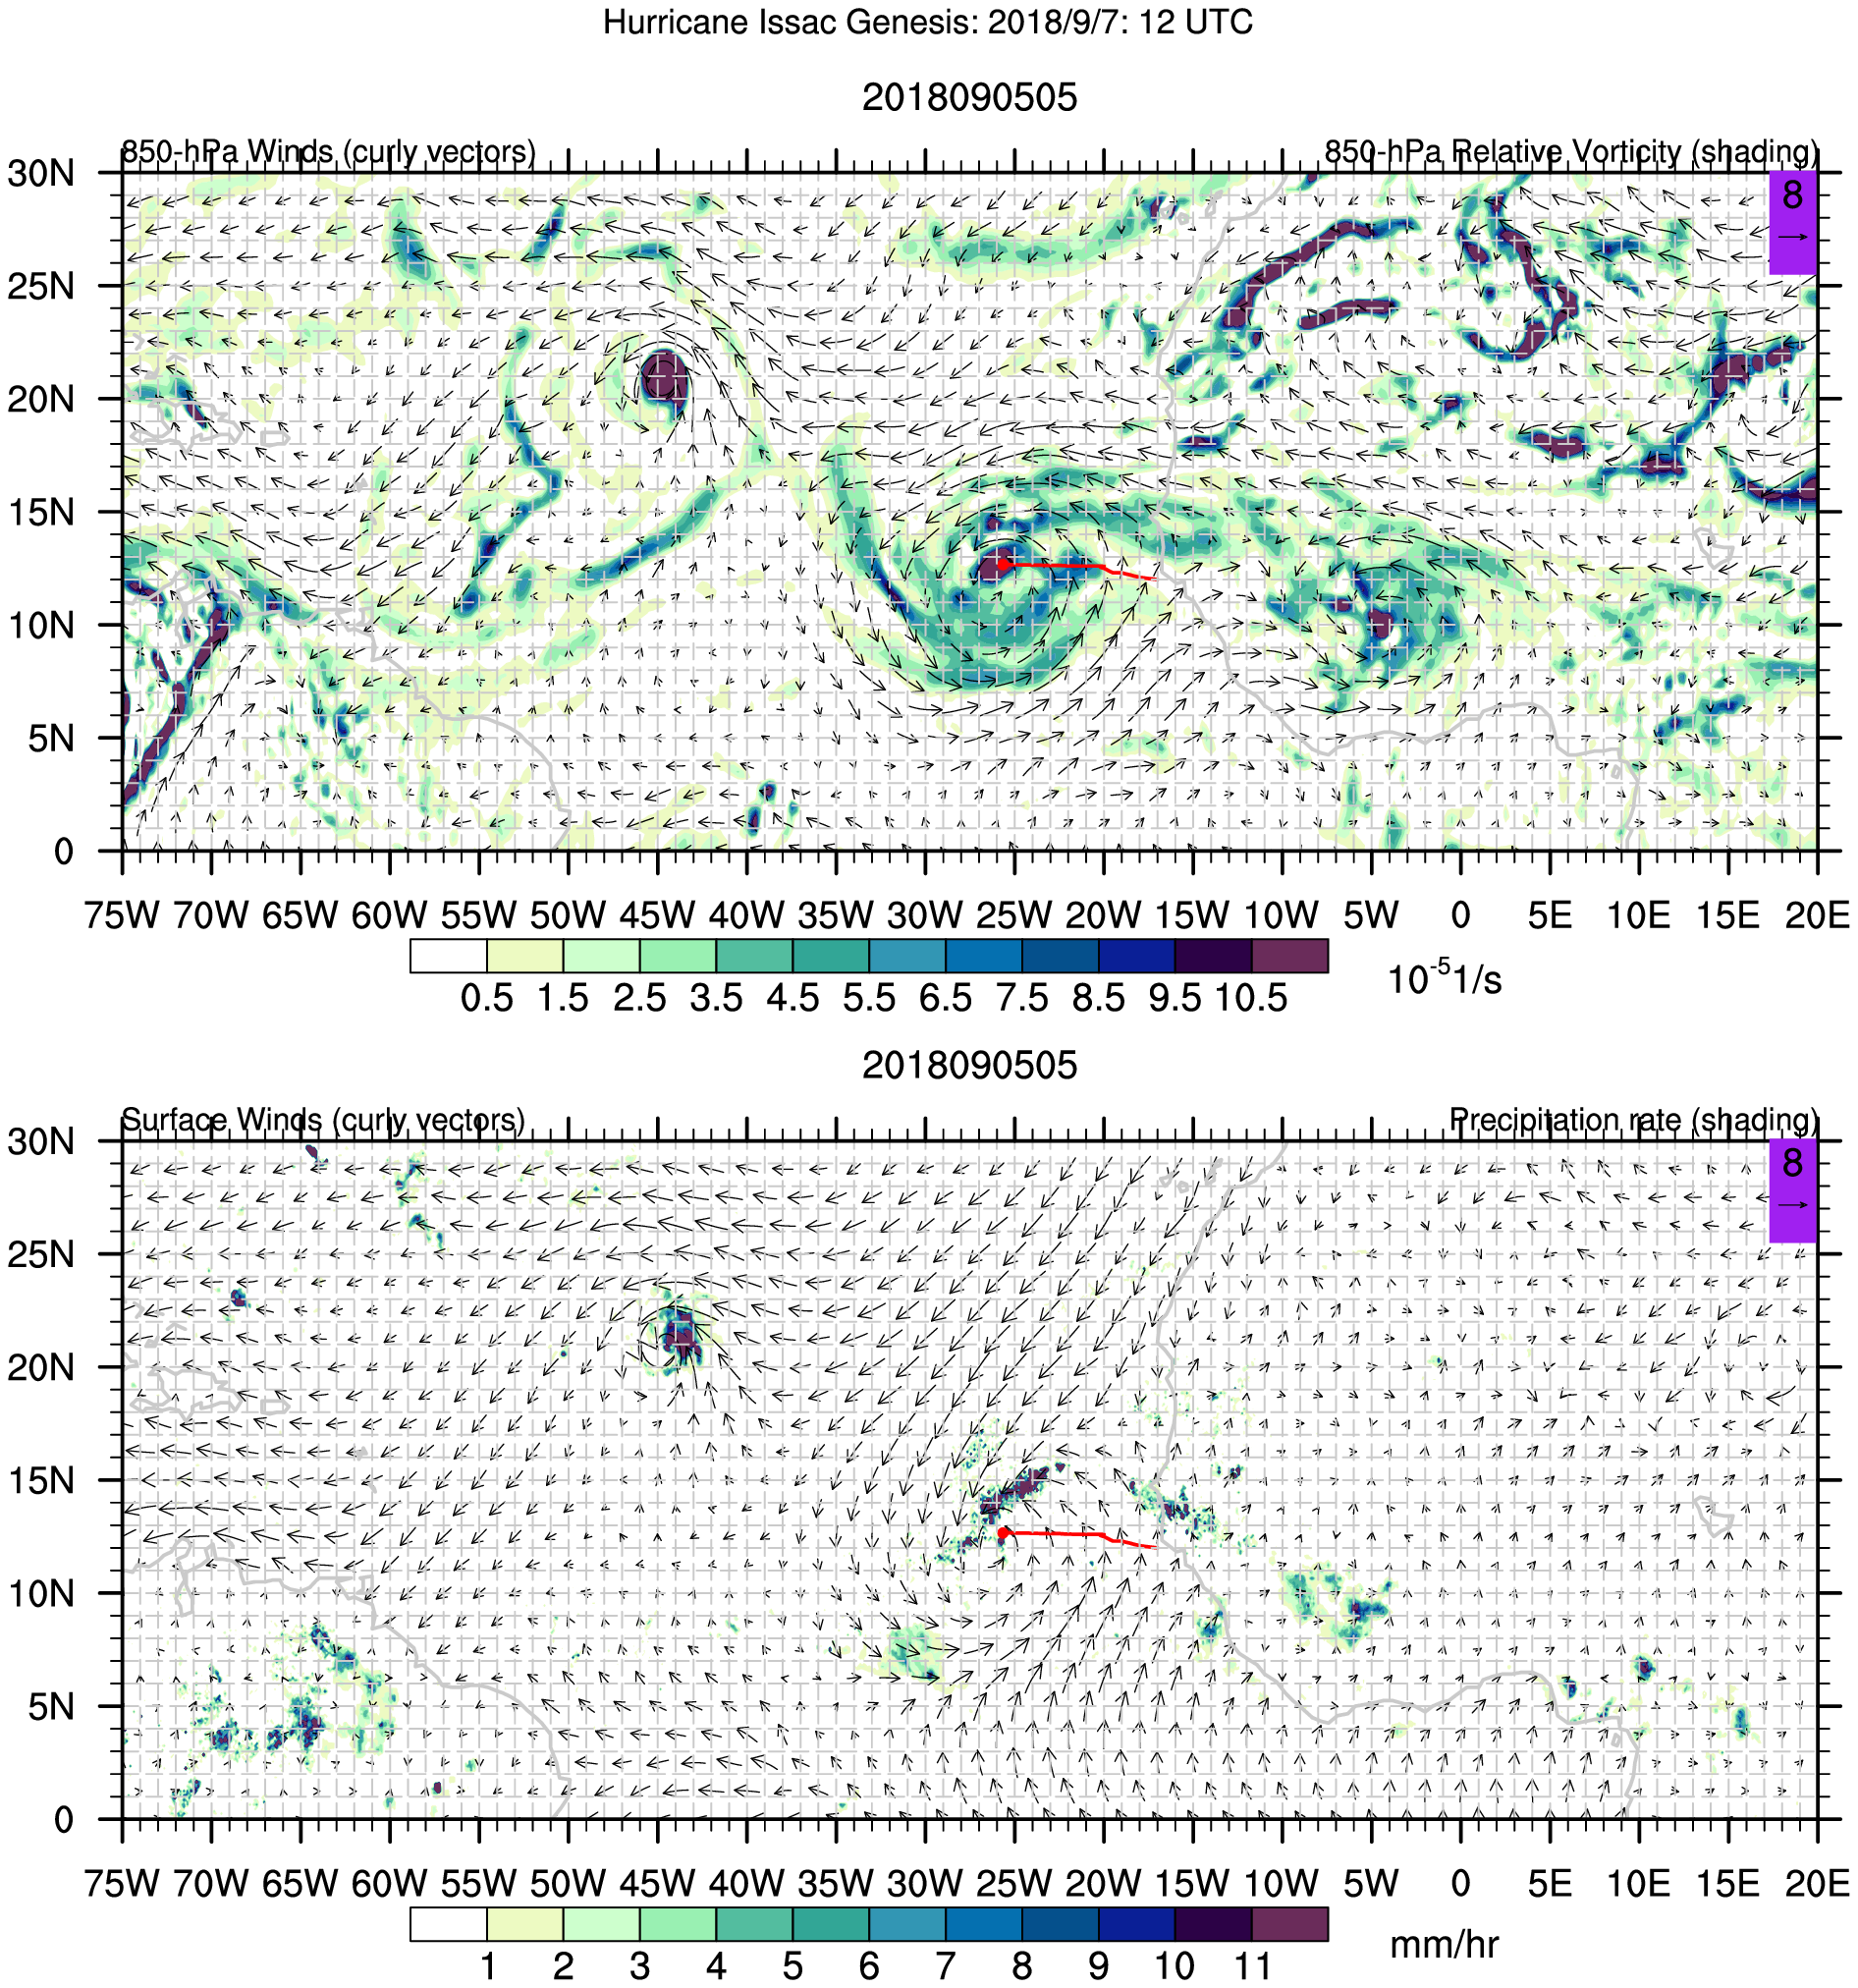 Hurricane Issac Genesis: 2018/9/7: 12 UTC
2018090505
850-hPa Winds (curly vectors) 850-hPa Relative Vorticity (shading)
8
30N
25N
20N
15N
10N
5N
0
75W 70W 65W 60W 55W 50W 45W 40W 35W 30W 25W 20W 15W 10W 5W 0 5E 10E 15E 20E
0.5 1.5 2.5 3.5 4.5 5.5 6.5 7.5 8.5 9.5 10.5
10⁻⁵1/s
2018090505
Surface Winds (curly vectors) Precipitation rate (shading)
8
30N
25N
20N
15N
10N
5N
0
75W 70W 65W 60W 55W 50W 45W 40W 35W 30W 25W 20W 15W 10W 5W 0 5E 10E 15E 20E
1 2 3 4 5 6 7 8 9 10 11
mm/hr